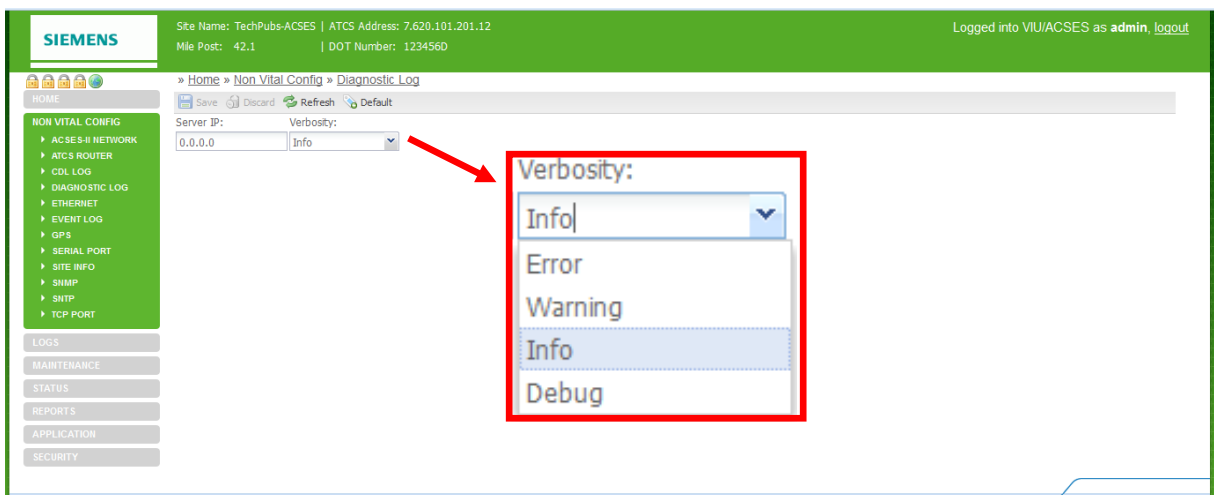 SIEMENS
Site Name: TechPubs-ACSES | ATCS Address: 7.620.101.201.12
Mile Post: 42.1 | DOT Number: 123456D
Logged into VIU/ACSES as admin, logout
» Home » Non Vital Config » Diagnostic Log
HOME
Save Discard Refresh Default
NON VITAL CONFIG
ACSES-II NETWORK
ATCS ROUTER
CDL LOG
DIAGNOSTIC LOG
ETHERNET
EVENT LOG
GPS
SERIAL PORT
SITE INFO
SNMP
SNTP
TCP PORT
LOGS
MAINTENANCE
STATUS
REPORTS
APPLICATION
SECURITY
Server IP: Verbosity:
0.0.0.0 Info
Verbosity:
Info
Error
Warning
Info
Debug